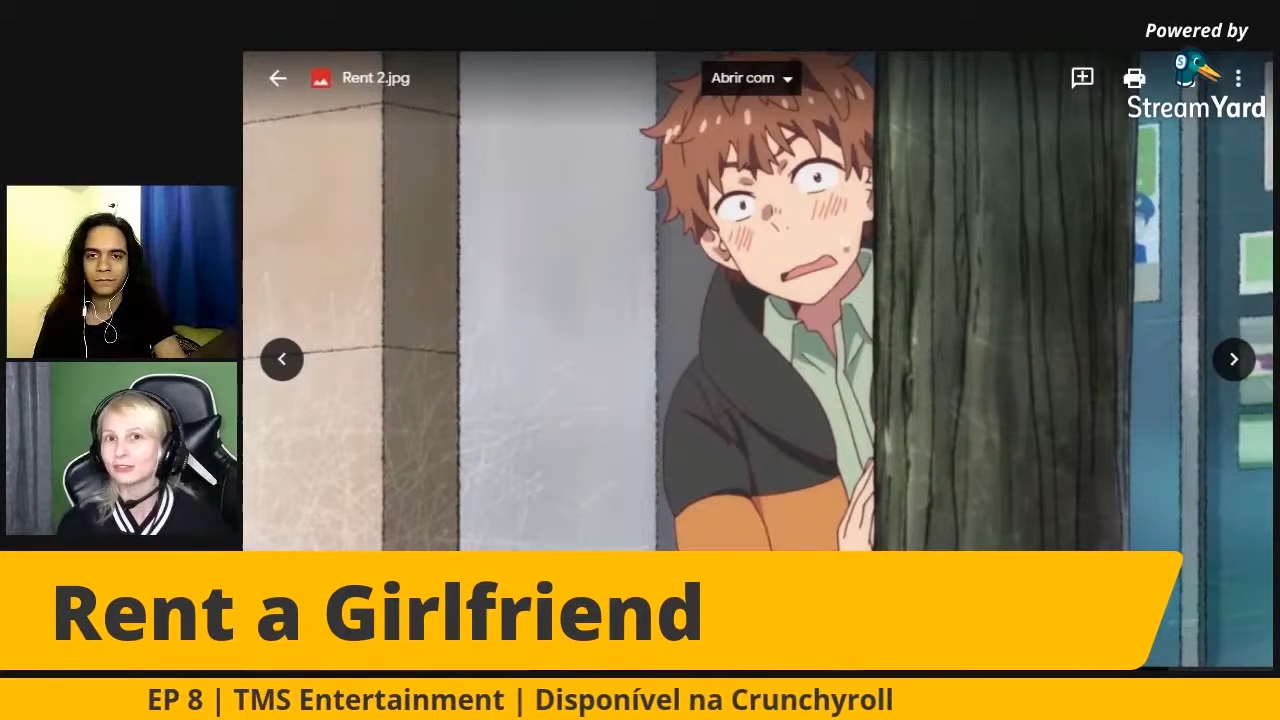 Powered by
StreamYard
Rent 2.jpg
Abrir com
Rent a Girlfriend
EP 8 | TMS Entertainment | Disponível na Crunchyroll